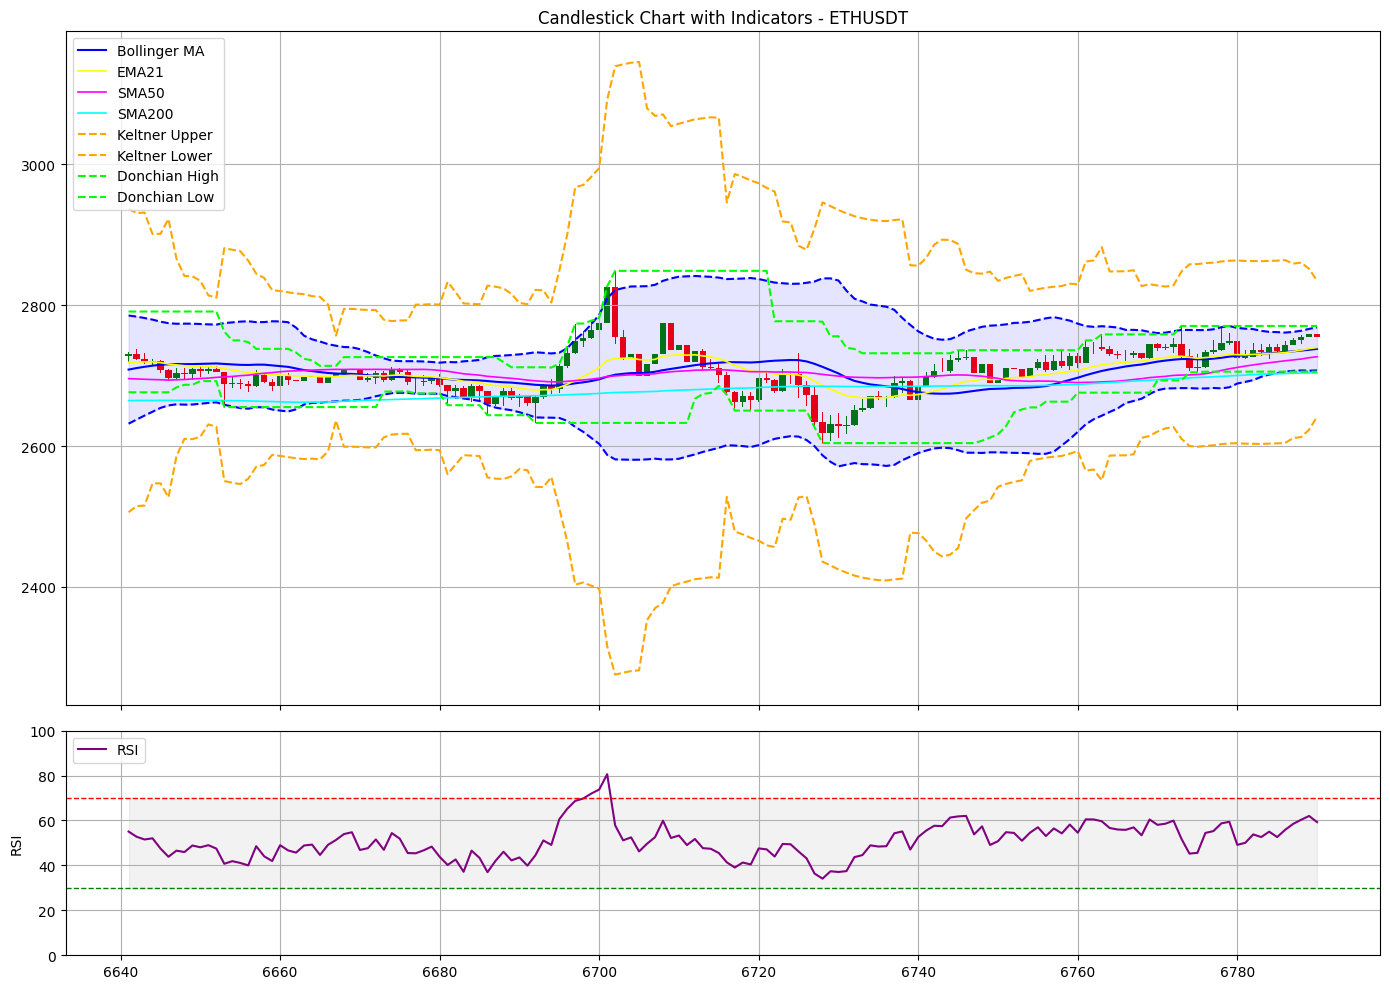 Candlestick Chart with Indicators - ETHUSDT
Bollinger MA
EMA21
SMA50
SMA200
Keltner Upper
Keltner Lower
Donchian High
Donchian Low
3000
2800
2600
2400
RSI
100
80
60
40
20
0
RSI
6640 6660 6680 6700 6720 6740 6760 6780